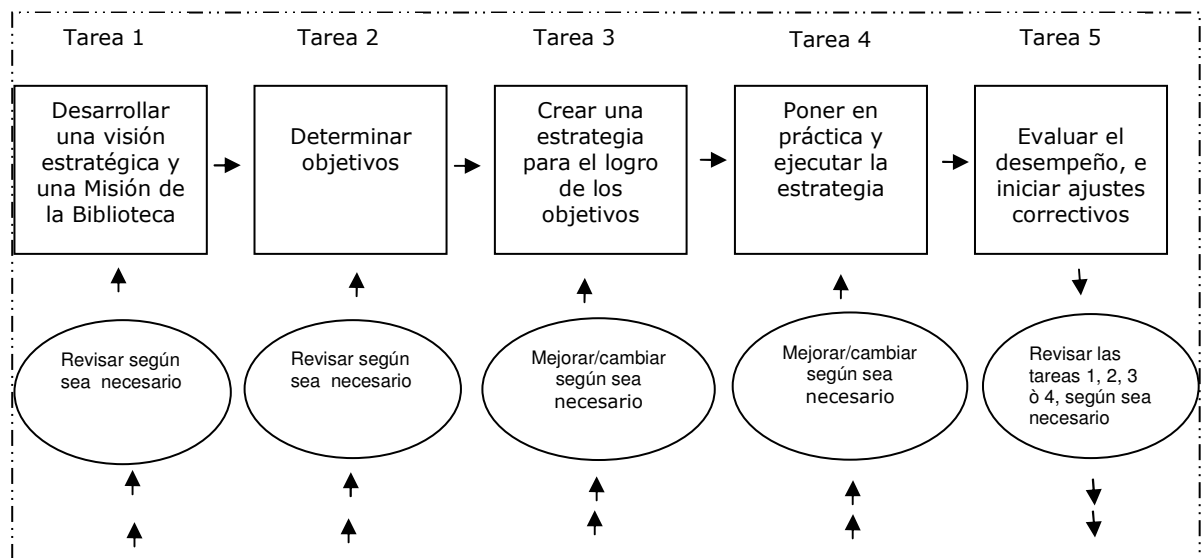 Tarea 1
Tarea 2
Tarea 3
Tarea 4
Tarea 5
Desarrollar
una visión
estratégica y
una Misión de
la Biblioteca
Determinar
objetivos
Crear una
estrategia
para el logro
de los
objetivos
Poner en
práctica y
ejecutar la
estrategia
Evaluar el
desempeño, e
iniciar ajustes
correctivos
Revisar según
sea necesario
Revisar según
sea necesario
Mejorar/cambiar
según sea
necesario
Mejorar/cambiar
según sea
necesario
Revisar las
tareas 1, 2, 3
ò 4, según sea
necesario